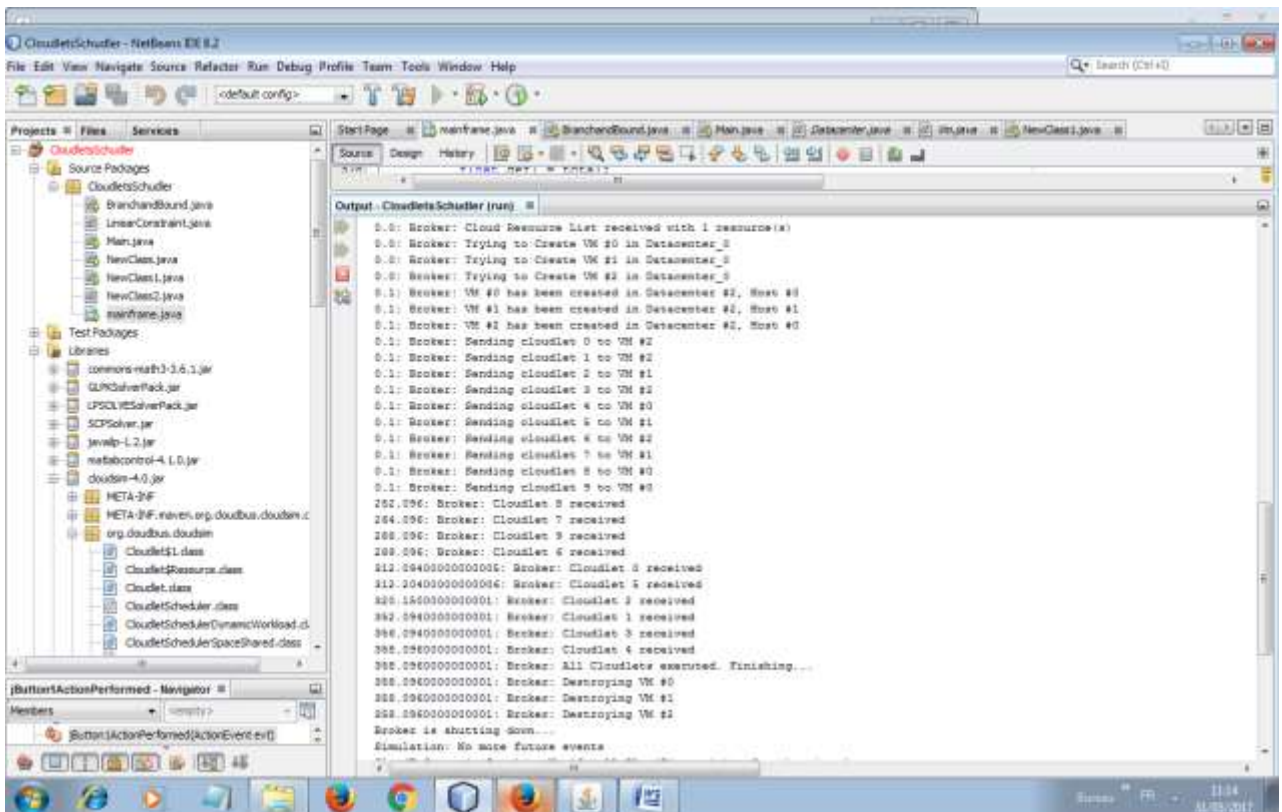 CloudletsSchudler - NetBeans IDE 8.2
File Edit View Navigate Source Refactor Run Debug Profile Team Tools Window Help
Search (Ctrl+I)
<default config>
Projects Files Services
Start Page mainframe.java BranchandBound.java Main.java Datacenter.java Vm.java NewClass1.java
Source Design History
CloudletsSchudler
Source Packages
CloudletsSchudler
BranchandBound.java
LinearConstraint.java
Main.java
NewClass.java
NewClass1.java
NewClass2.java
mainframe.java
Test Packages
Libraries
commons-math3-3.6.1.jar
GLPKSolverPack.jar
LPSOLVESolverPack.jar
SCPSolver.jar
javailp-1.2.jar
matlabcontrol-4.1.0.jar
cloudsim-4.0.jar
META-INF
META-INF.maven.org.cloudbus.cloudsim.c
org.cloudbus.cloudsim
Cloudlet$1.class
Cloudlet$Resource.class
Cloudlet.class
CloudletScheduler.class
CloudletSchedulerDynamicWorkload.cl
CloudletSchedulerSpaceShared.class
jButton1ActionPerformed - Navigator
Members <empty>
jButton1ActionPerformed(ActionEvent evt)
Output - CloudletsSchudler (run)
0.0: Broker: Cloud Resource List received with 1 resource(s)
0.0: Broker: Trying to Create VM #0 in Datacenter_0
0.0: Broker: Trying to Create VM #1 in Datacenter_0
0.0: Broker: Trying to Create VM #2 in Datacenter_0
0.1: Broker: VM #0 has been created in Datacenter #2, Host #0
0.1: Broker: VM #1 has been created in Datacenter #2, Host #1
0.1: Broker: VM #2 has been created in Datacenter #2, Host #0
0.1: Broker: Sending cloudlet 0 to VM #2
0.1: Broker: Sending cloudlet 1 to VM #2
0.1: Broker: Sending cloudlet 2 to VM #1
0.1: Broker: Sending cloudlet 3 to VM #2
0.1: Broker: Sending cloudlet 4 to VM #0
0.1: Broker: Sending cloudlet 5 to VM #1
0.1: Broker: Sending cloudlet 6 to VM #2
0.1: Broker: Sending cloudlet 7 to VM #1
0.1: Broker: Sending cloudlet 8 to VM #0
0.1: Broker: Sending cloudlet 9 to VM #0
Broker: Cloudlet 8 received
Broker: Cloudlet 7 received
Broker: Cloudlet 9 received
Broker: Cloudlet 6 received
312.09400000000005: Broker: Cloudlet 0 received
312.20400000000006: Broker: Cloudlet 5 received
Broker: Cloudlet 2 received
Broker: Cloudlet 1 received
Broker: Cloudlet 3 received
Broker: Cloudlet 4 received
Broker: All Cloudlets executed. Finishing...
Broker: Destroying VM #0
Broker: Destroying VM #1
Broker: Destroying VM #2
Broker is shutting down...
Simulation: No more future events
Bureau FR 11:14